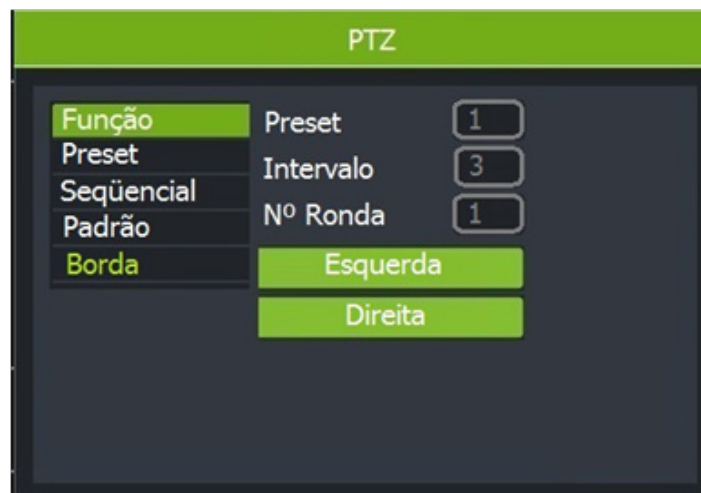 PTZ
Função
Preset
Seqüencial
Padrão
Borda
Preset 1
Intervalo 3
Nº Ronda 1
Esquerda
Direita